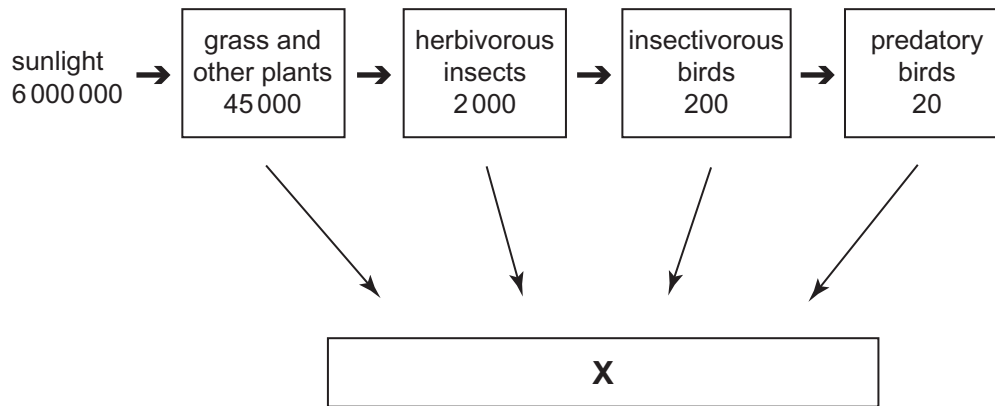 sunlight
6 000 000
grass and
other plants
45 000
herbivorous
insects
2 000
insectivorous
birds
200
predatory
birds
20
X